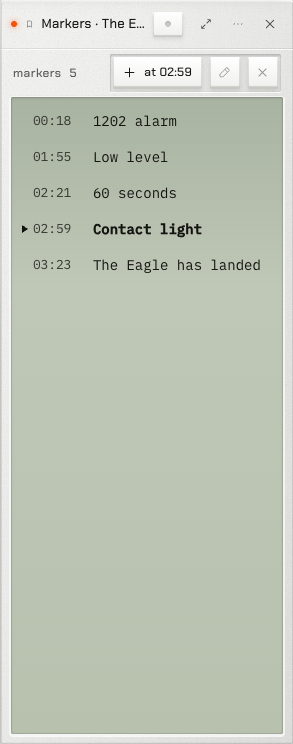 Markers · The E...
markers 5
+ at 02:59
00:18 1202 alarm
01:55 Low level
02:21 60 seconds
02:59 Contact light
03:23 The Eagle has landed